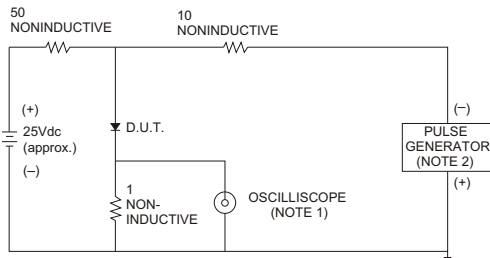 50
NONINDUCTIVE
10
NONINDUCTIVE
(+)
25Vdc
(approx.)
(–)
D.U.T.
1
NON-
INDUCTIVE
OSCILLISCOPE
(NOTE 1)
(–)
PULSE
GENERATOR
(NOTE 2)
(+)